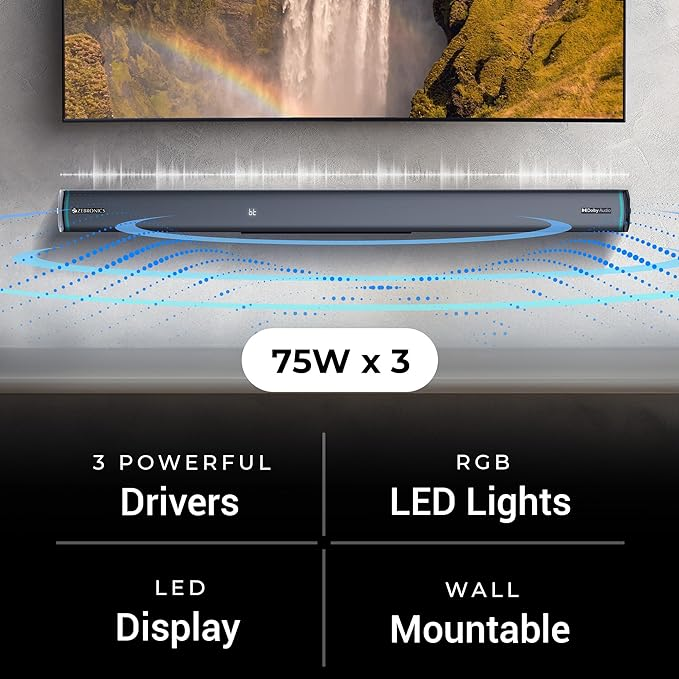 ZEBRONICS
bt
Dolby Audio
75W x 3
3 POWERFUL
Drivers
RGB
LED Lights
LED
Display
WALL
Mountable